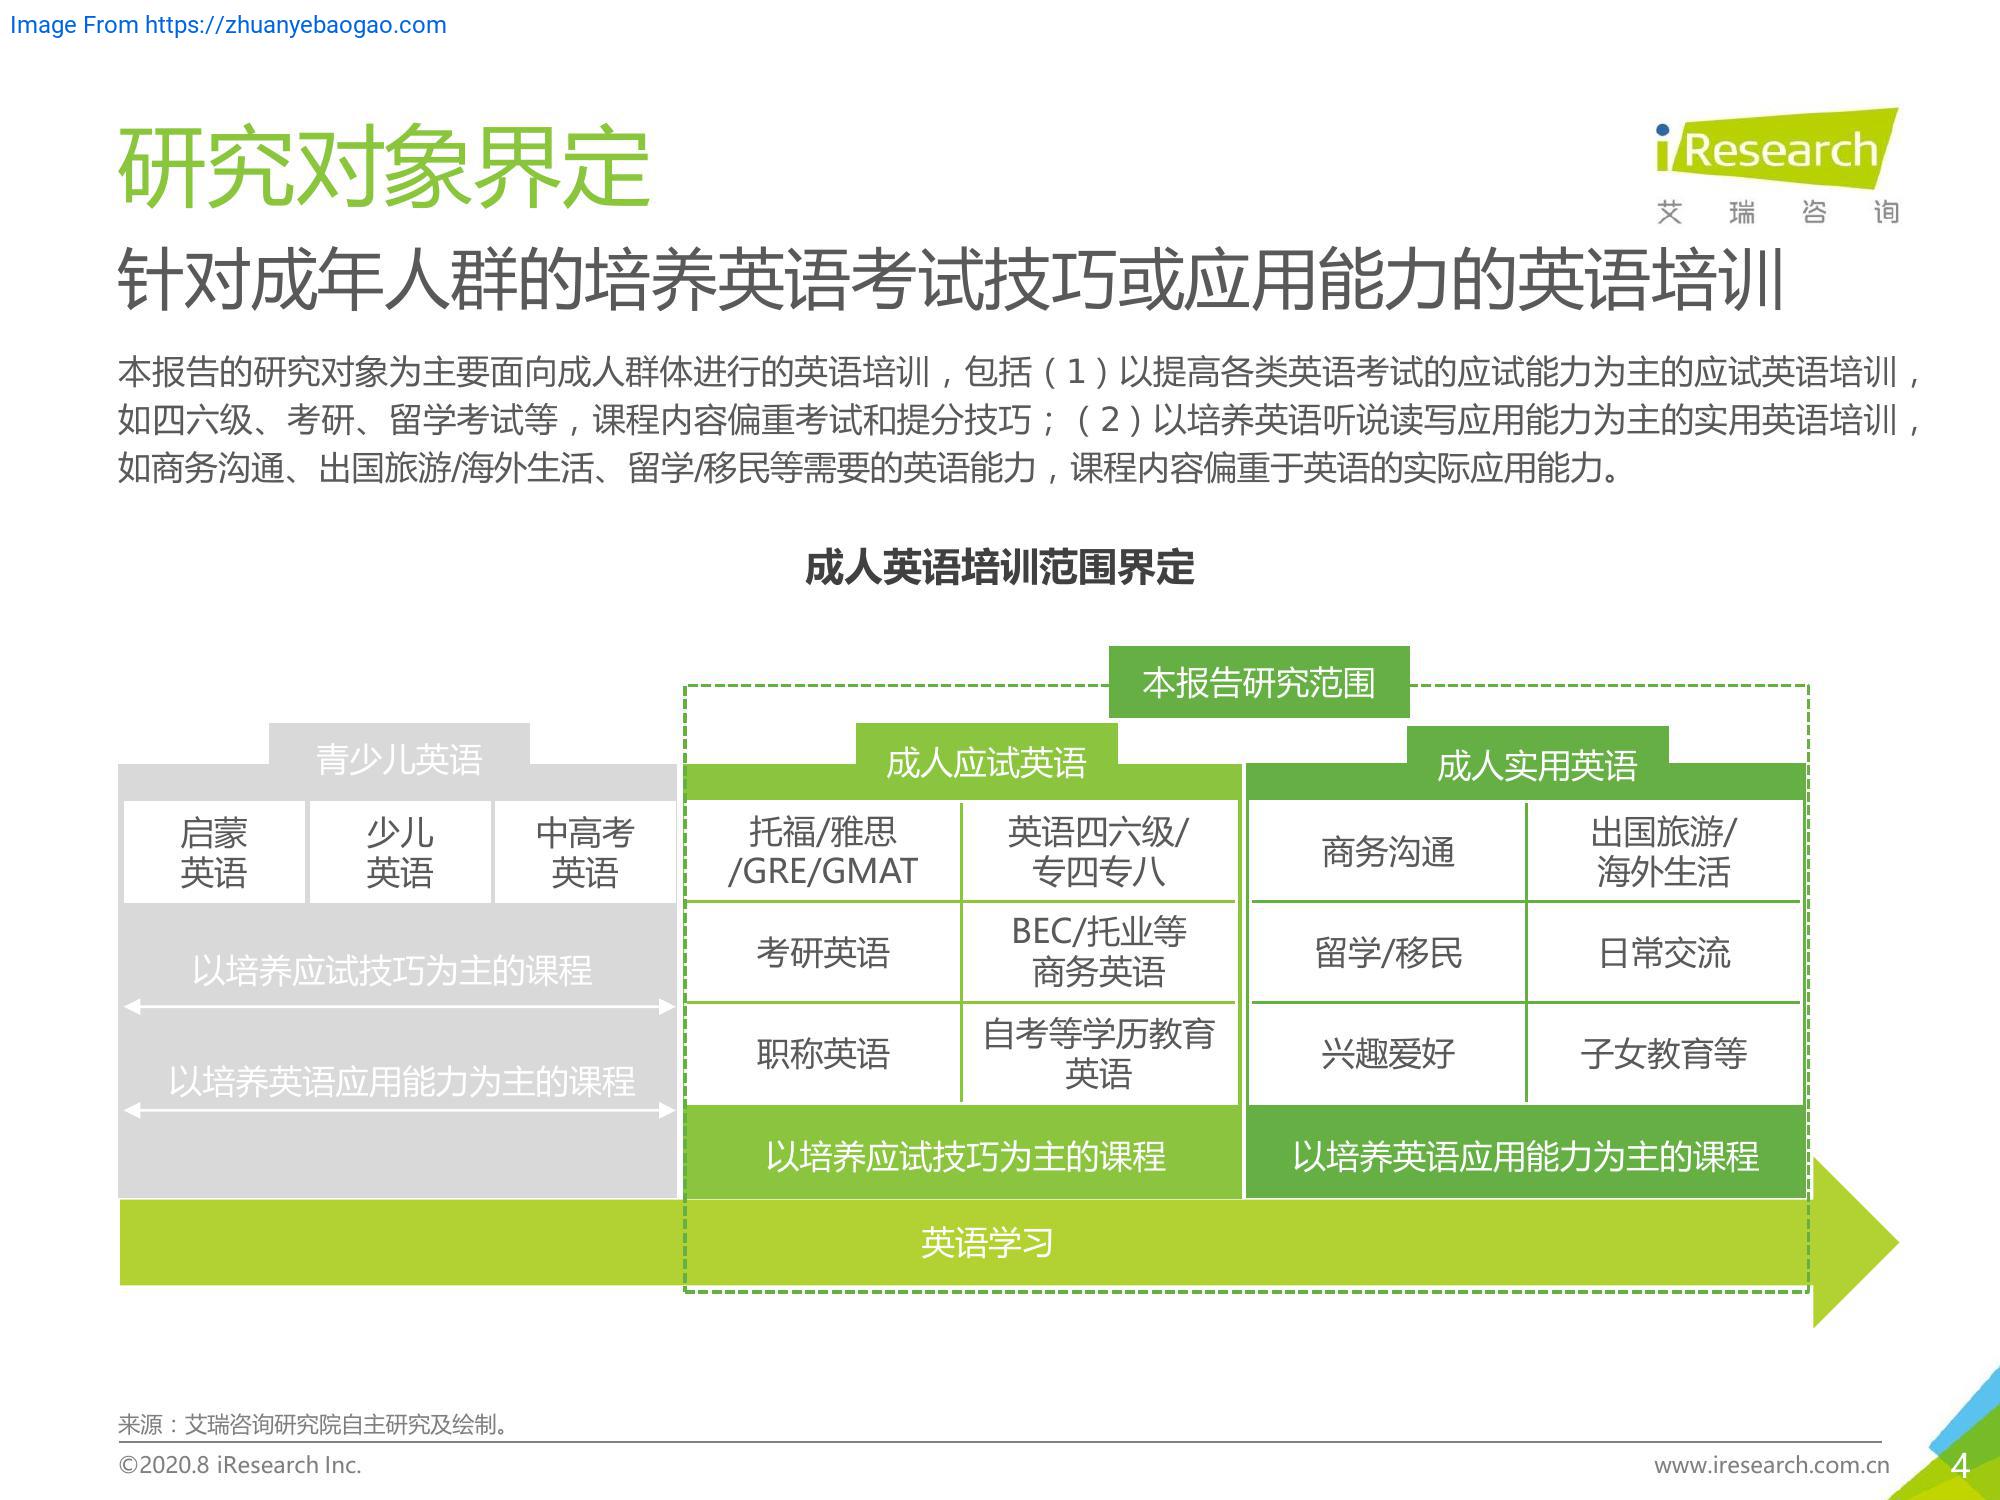 Image From https://zhuanyebaogao.com
研究对象界定
iResearch
艾瑞咨询
针对成年人群的培养英语考试技巧或应用能力的英语培训
本报告的研究对象为主要面向成人群体进行的英语培训，包括（1）以提高各类英语考试的应试能力为主的应试英语培训，
如四六级、考研、留学考试等，课程内容偏重考试和提分技巧；（2）以培养英语听说读写应用能力为主的实用英语培训，
如商务沟通、出国旅游/海外生活、留学/移民等需要的英语能力，课程内容偏重于英语的实际应用能力。
成人英语培训范围界定
本报告研究范围
青少儿英语
启蒙
英语
少儿
英语
中高考
英语
以培养应试技巧为主的课程
以培养英语应用能力为主的课程
成人应试英语
托福/雅思
/GRE/GMAT
英语四六级/
专四专八
考研英语
BEC/托业等
商务英语
职称英语
自考等学历教育
英语
以培养应试技巧为主的课程
成人实用英语
商务沟通
出国旅游/
海外生活
留学/移民
日常交流
兴趣爱好
子女教育等
以培养英语应用能力为主的课程
英语学习
来源：艾瑞咨询研究院自主研究及绘制。
©2020.8 iResearch Inc.
www.iresearch.com.cn
4